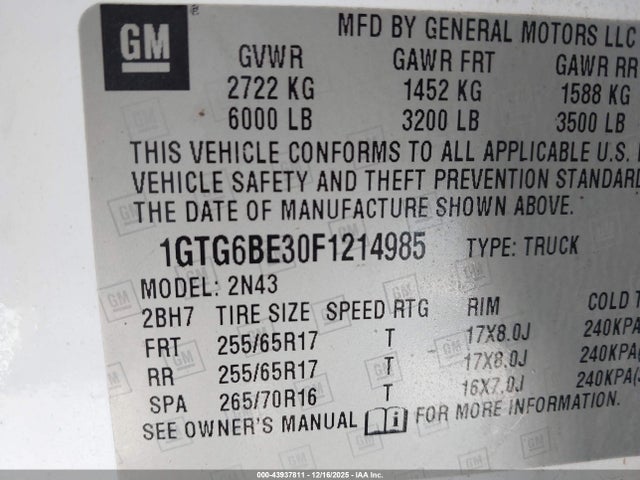 GM
MFD BY GENERAL MOTORS LLC
GVWR GAWR FRT GAWR RR
2722 KG 1452 KG 1588 KG
6000 LB 3200 LB 3500 LB
THIS VEHICLE CONFORMS TO ALL APPLICABLE U.S.
VEHICLE SAFETY AND THEFT PREVENTION STANDARD
THE DATE OF MANUFACTURE SHOWN ABOVE.
1GTG6BE30F1214985 TYPE: TRUCK
MODEL: 2N43
2BH7 TIRE SIZE SPEED RTG RIM COLD T
FRT 255/65R17 T 17X8.0J 240KPA
RR 255/65R17 T 17X8.0J 240KPA
SPA 265/70R16 T 16X7.0J 240KPA(
SEE OWNER'S MANUAL i FOR MORE INFORMATION.
000-43937811 - 12/16/2025 - IAA Inc.